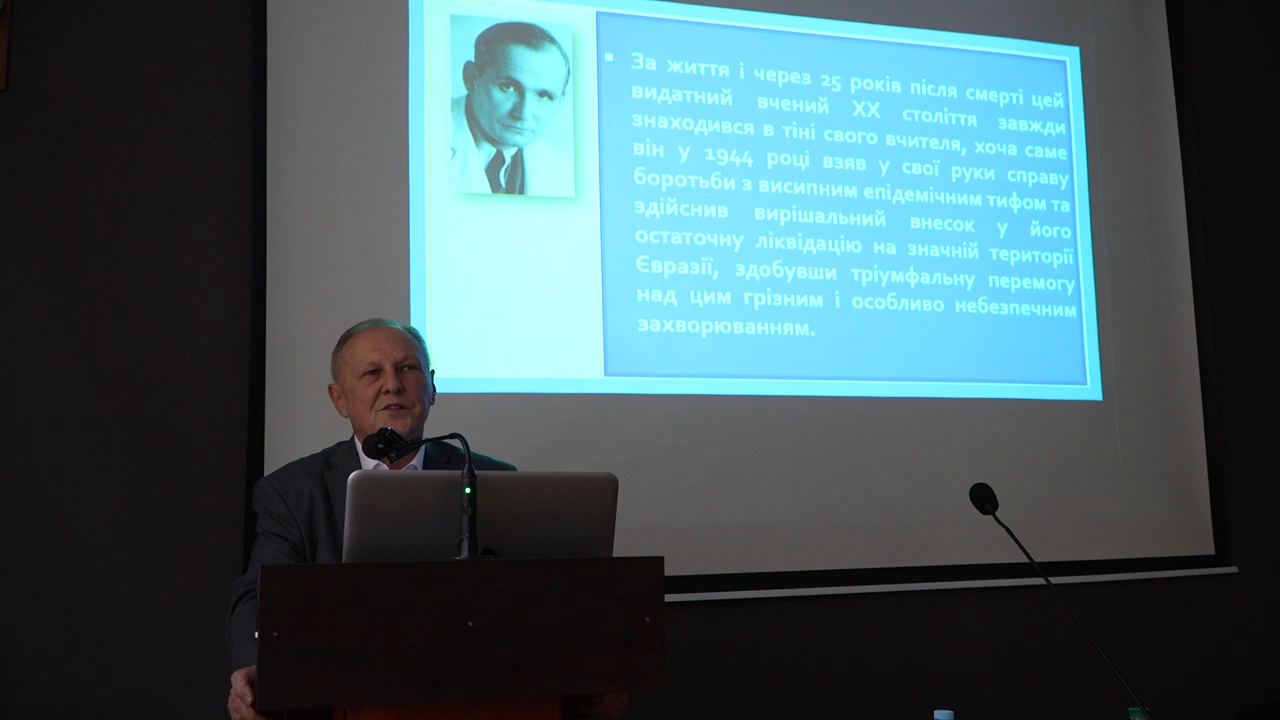 За життя і через 25 років після смерті цей
видатний вчений XX століття завжди
знаходився в тіні свого вчителя, хоча саме
він у 1944 році взяв у свої руки справу
боротьби з висипним епідемічним тифом та
здійснив вирішальний внесок у його
остаточну ліквідацію на значній території
Євразії, здобувши тріумфальну перемогу
над цим грізним і особливо небезпечним
захворюванням.